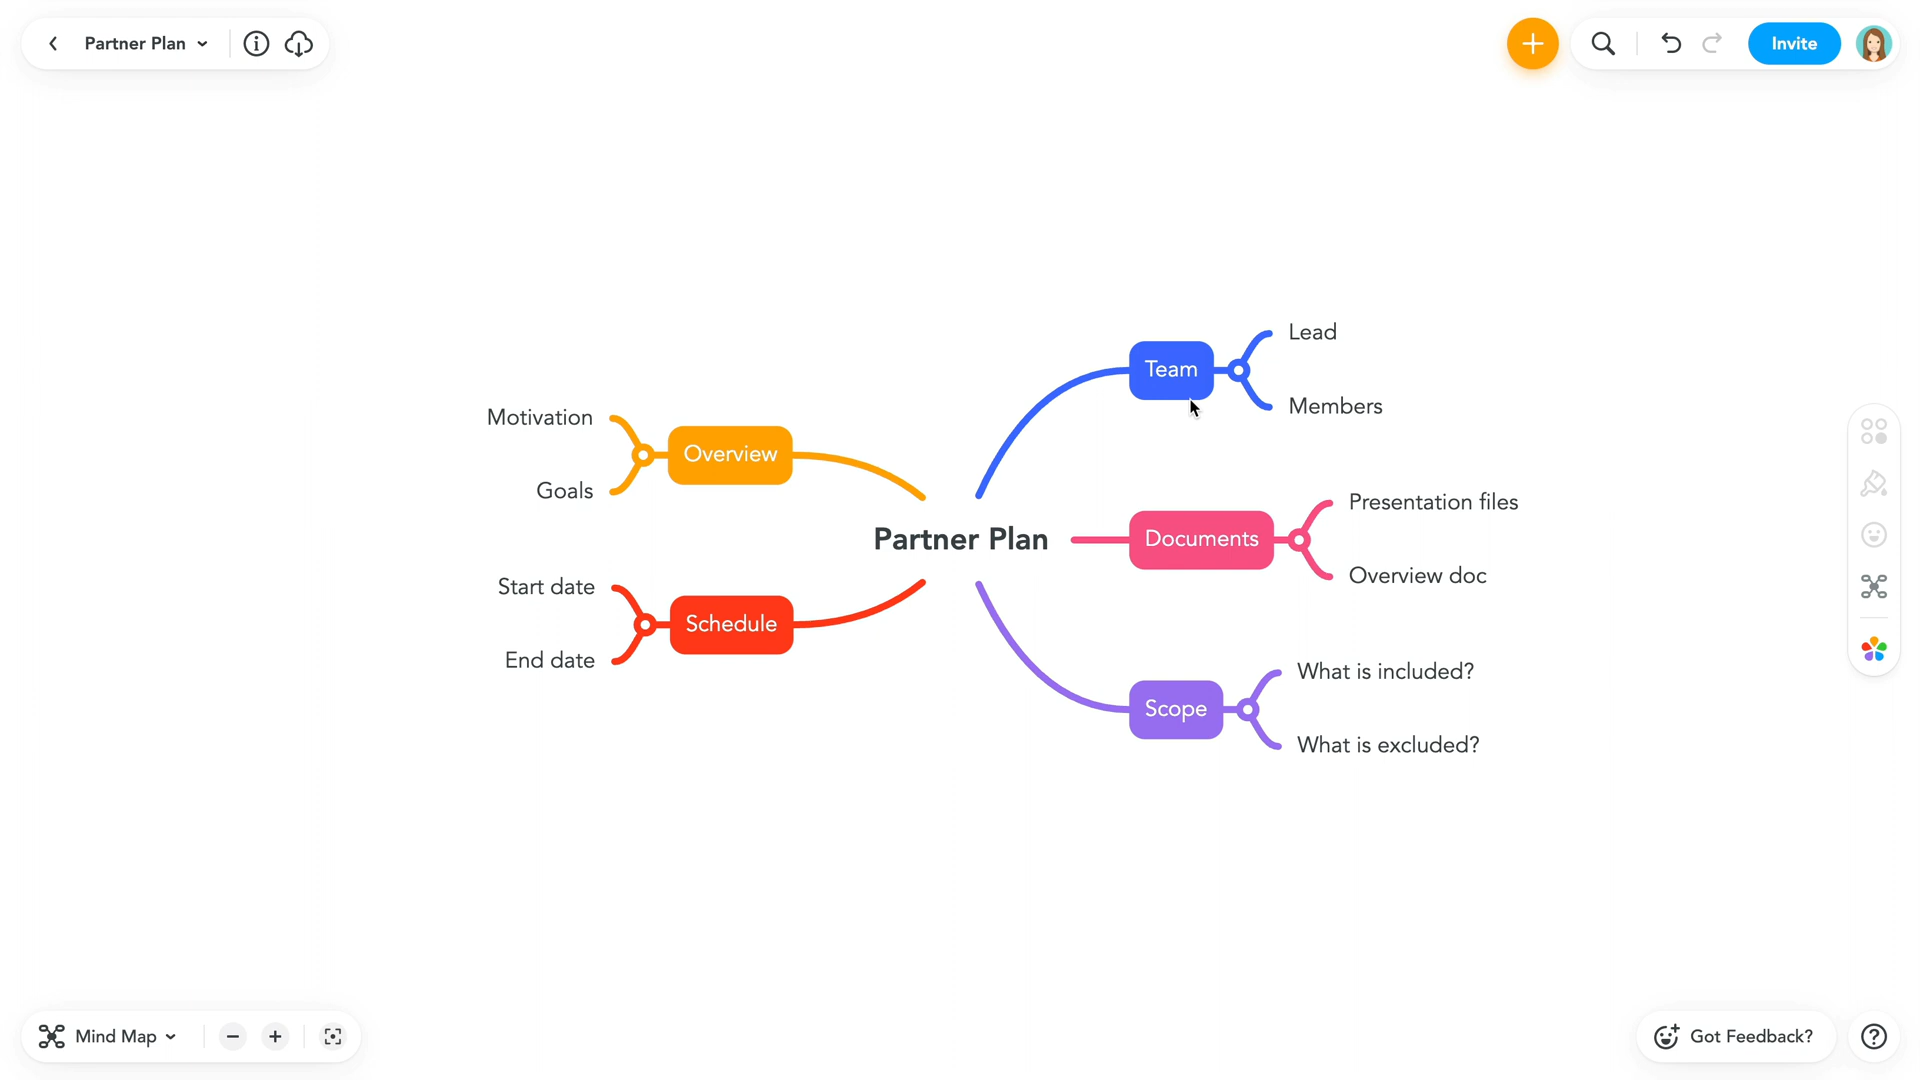 Partner Plan
Invite
Lead
Team
Members
Motivation
Overview
Goals
Presentation files
Partner Plan
Documents
Overview doc
Start date
Schedule
End date
What is included?
Scope
What is excluded?
Mind Map
Got Feedback?